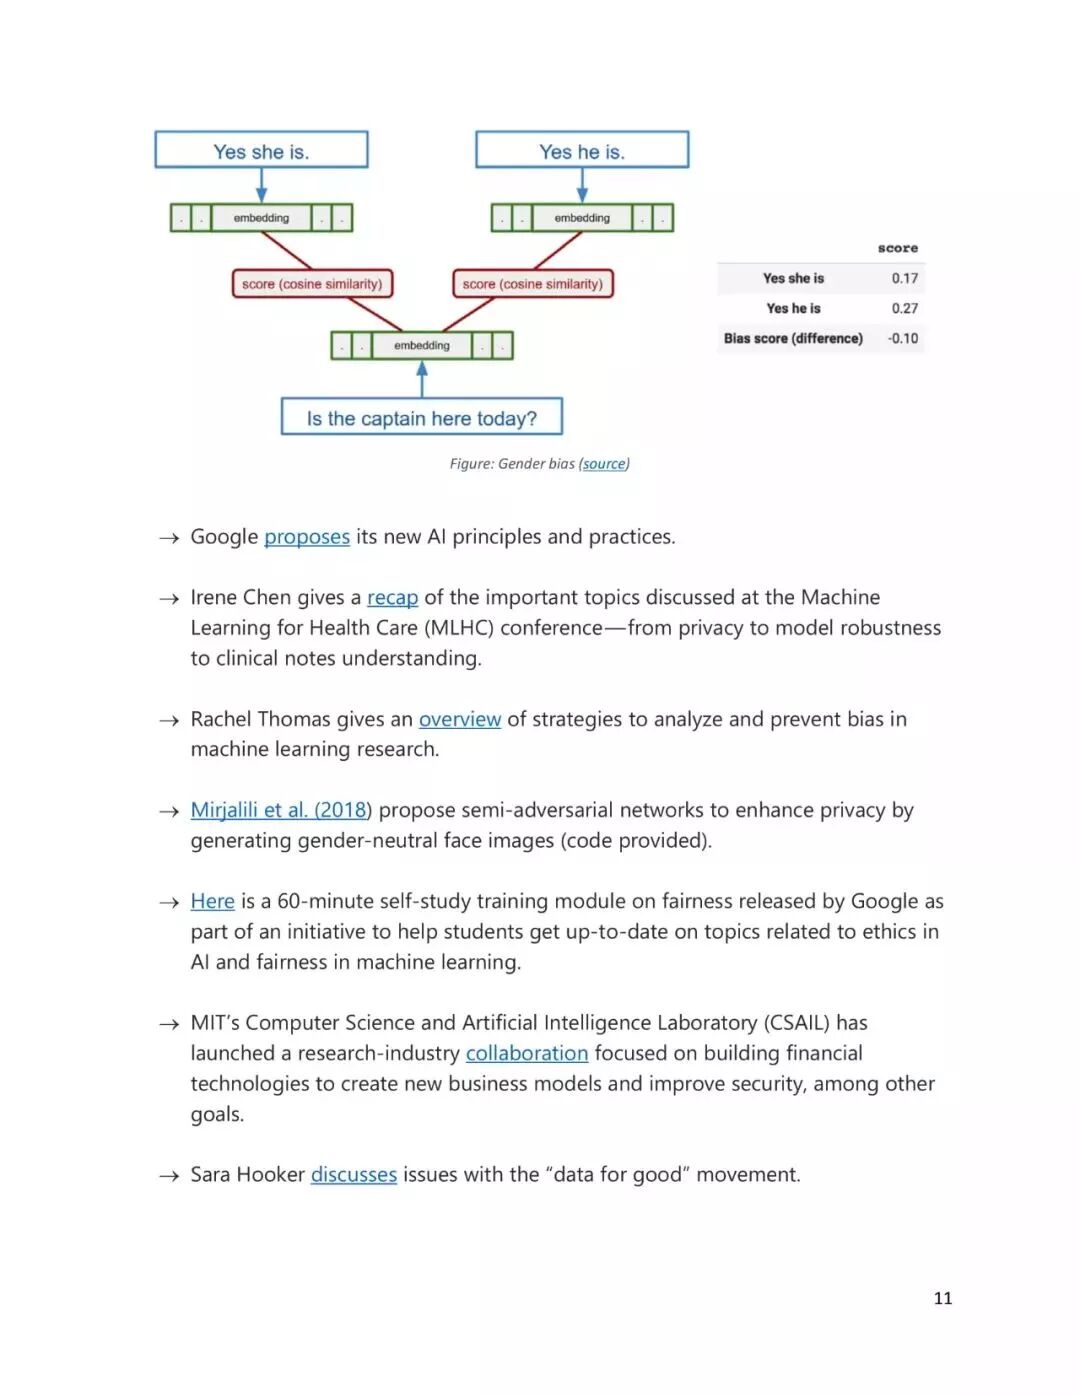 Yes she is.
Yes he is.
. . embedding . .
. . embedding . .
score
score (cosine similarity)
score (cosine similarity)
Yes she is 0.17
Yes he is 0.27
. . embedding . .
Bias score (difference) -0.10
Is the captain here today?
Figure: Gender bias (source)
→ Google proposes its new AI principles and practices.
→ Irene Chen gives a recap of the important topics discussed at the Machine
Learning for Health Care (MLHC) conference—from privacy to model robustness
to clinical notes understanding.
→ Rachel Thomas gives an overview of strategies to analyze and prevent bias in
machine learning research.
→ Mirjalili et al. (2018) propose semi-adversarial networks to enhance privacy by
generating gender-neutral face images (code provided).
→ Here is a 60-minute self-study training module on fairness released by Google as
part of an initiative to help students get up-to-date on topics related to ethics in
AI and fairness in machine learning.
→ MIT’s Computer Science and Artificial Intelligence Laboratory (CSAIL) has
launched a research-industry collaboration focused on building financial
technologies to create new business models and improve security, among other
goals.
→ Sara Hooker discusses issues with the “data for good” movement.
11